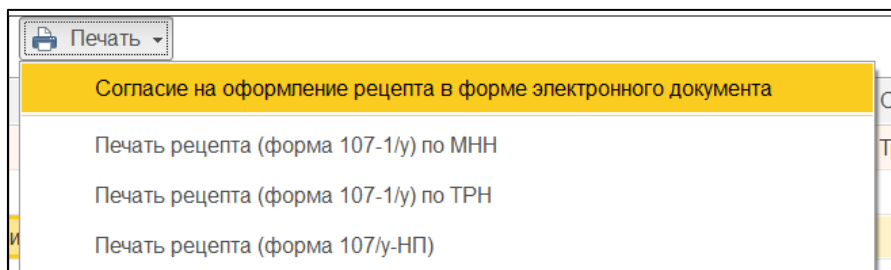 Печать
Согласие на оформление рецепта в форме электронного документа
Печать рецепта (форма 107-1/у) по МНН
Печать рецепта (форма 107-1/у) по ТРН
Печать рецепта (форма 107/у-НП)